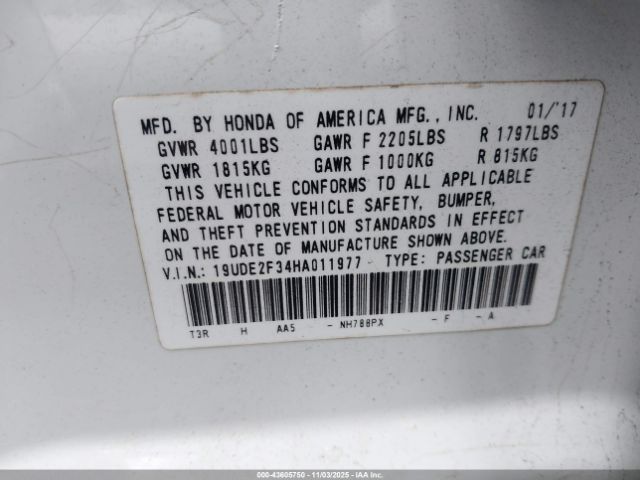 MFD. BY HONDA OF AMERICA MFG., INC. 01/'17
GVWR 4001LBS GAWR F 2205LBS R 1797LBS
GVWR 1815KG GAWR F 1000KG R 815KG
THIS VEHICLE CONFORMS TO ALL APPLICABLE
FEDERAL MOTOR VEHICLE SAFETY, BUMPER,
AND THEFT PREVENTION STANDARDS IN EFFECT
ON THE DATE OF MANUFACTURE SHOWN ABOVE.
V.I.N.: 19UDE2F34HA011977 TYPE: PASSENGER CAR
T3R H AA5 - NH788PX - F - A
000-43605750 - 11/03/2025 - IAA Inc.